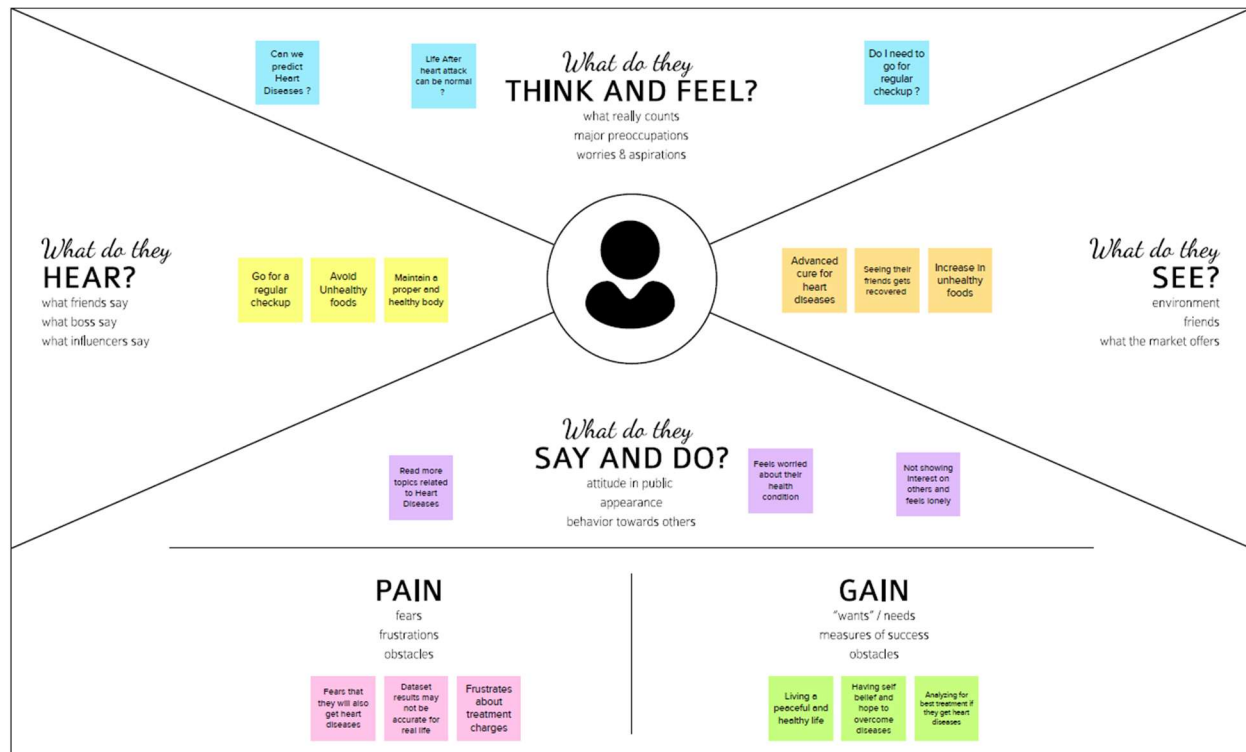 Can we
predict
Heart
Diseases ?
Life After
heart attack
can be normal
?
What do they
THINK AND FEEL?
what really counts
major preoccupations
worries & aspirations
Do I need to
go for
regular
checkup ?
What do they
HEAR?
what friends say
what boss say
what influencers say
Go for a
regular
checkup
Avoid
Unhealthy
foods
Maintain a
proper and
healthy body
Advanced
cure for
heart
diseases
Seeing their
friends gets
recovered
Increase in
unhealthy
foods
What do they
SEE?
environment
friends
what the market offers
What do they
SAY AND DO?
attitude in public
appearance
behavior towards others
Read more
topics related
to Heart
Diseases
Feels worried
about their
health
condition
Not showing
interest on
others and
feels lonely
PAIN
fears
frustrations
obstacles
Fears that
they will also
get heart
diseases
Dataset
results may
not be
accurate for
real life
Frustrates
about
treatment
charges
GAIN
"wants" / needs
measures of success
obstacles
Living a
peaceful and
healthy life
Having self
belief and
hope to
overcome
diseases
Analyzing for
best treatment if
they get heart
diseases